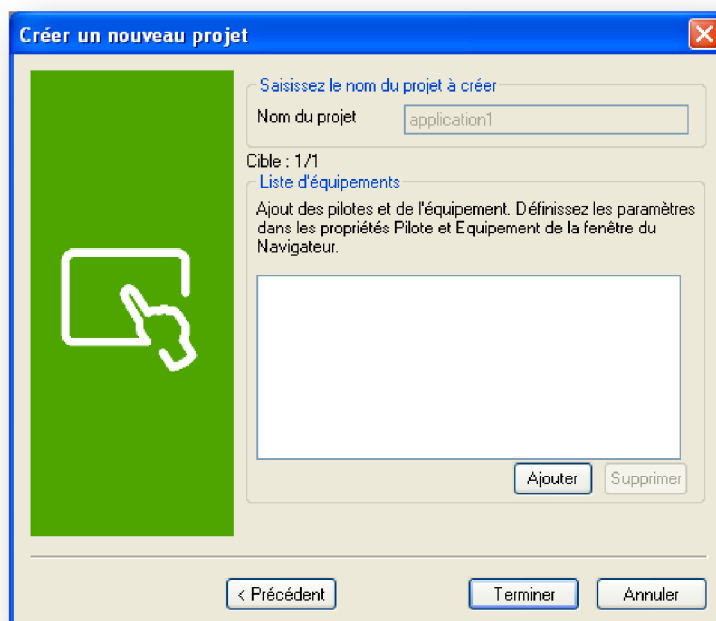 Créer un nouveau projet
Saisissez le nom du projet à créer
Nom du projet
application1
Cible : 1/1
Liste d'équipements
Ajout des pilotes et de l'équipement. Définissez les paramètres
dans les propriétés Pilote et Equipement de la fenêtre du
Navigateur.
Ajouter
Supprimer
< Précédent
Terminer
Annuler